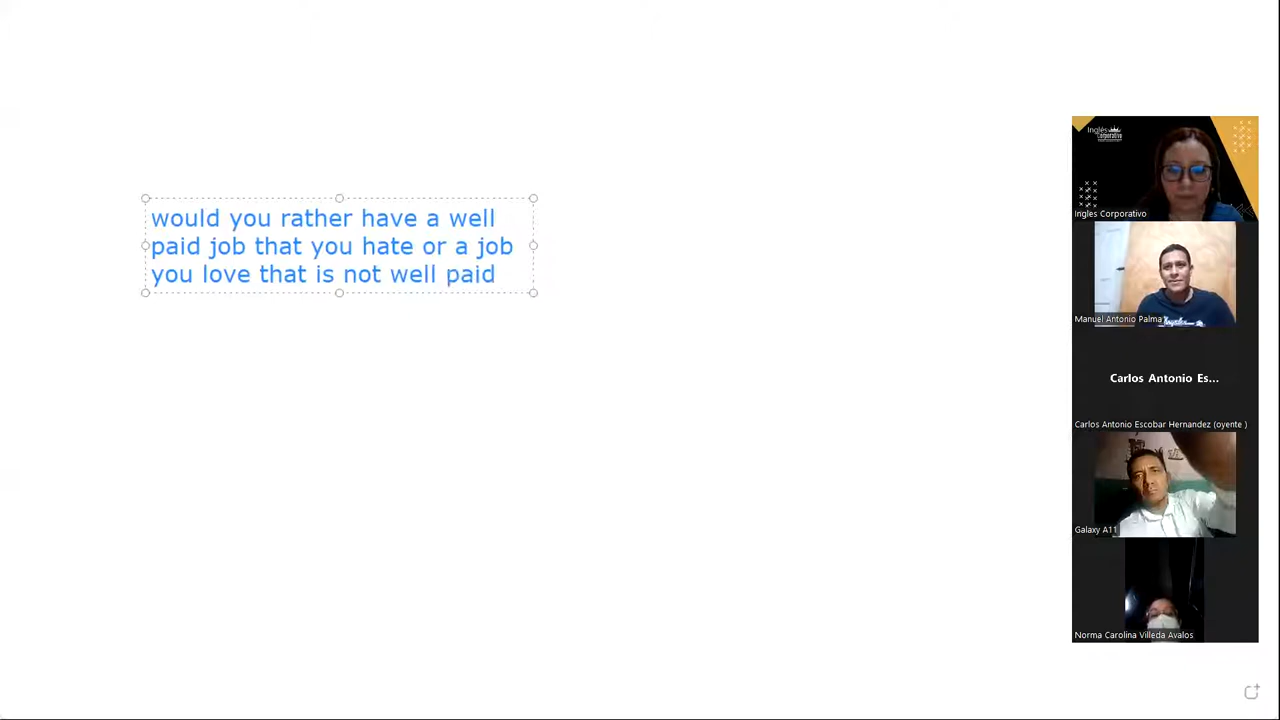 would you rather have a well
paid job that you hate or a job
you love that is not well paid
Inglés
Corporativo
Ingles Corporativo
Manuel Antonio Palma
Carlos Antonio Es...
Carlos Antonio Escobar Hernandez (oyente )
Galaxy A11
Norma Carolina Villeda Avalos